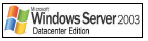 Microsoft
Windows Server 2003
Datacenter Edition